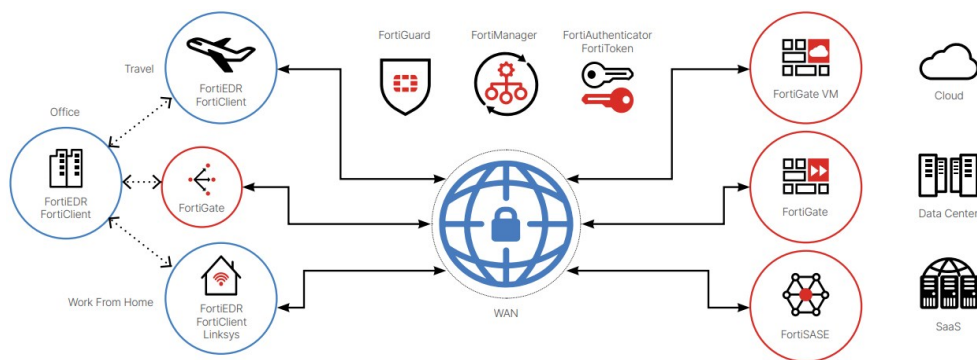 FortiGuard
FortiManager
FortiAuthenticator
FortiToken
Travel
FortiEDR
FortiClient
Office
FortiEDR
FortiClient
FortiGate
Work From Home
FortiEDR
FortiClient
Linksys
WAN
FortiGate VM
Cloud
FortiGate
Data Center
FortiSASE
SaaS